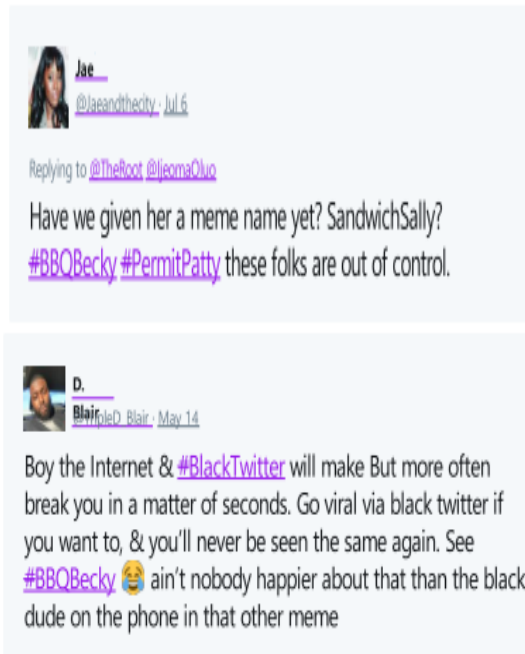 Jae
@Jaeandthecity · Jul 6
Replying to @TheRoot @IjeomaOluo
Have we given her a meme name yet? SandwichSally?
#BBQBecky #PermitPatty these folks are out of control.
D.
Blair
@TripleD_Blair · May 14
Boy the Internet & #BlackTwitter will make But more often
break you in a matter of seconds. Go viral via black twitter if
you want to, & you'll never be seen the same again. See
#BBQBecky 😂 ain't nobody happier about that than the black
dude on the phone in that other meme